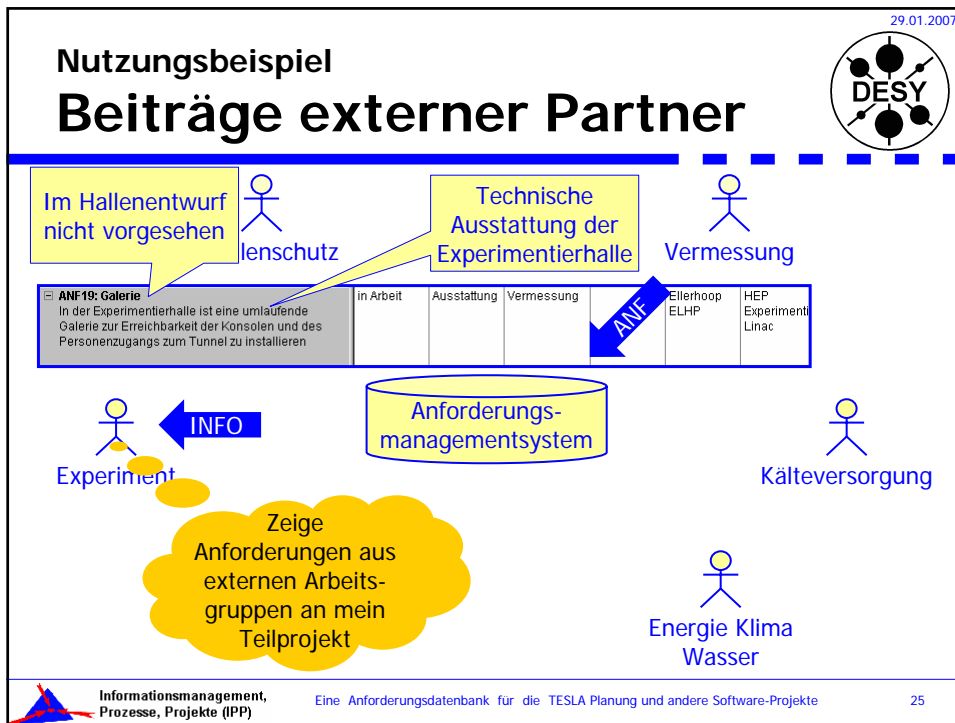 29.01.2007
Nutzungsbeispiel
Beiträge externer Partner
DESY
Im Hallenentwurf
nicht vorgesehen
lenschutz
Technische
Ausstattung der
Experimentierhalle
Vermessung
ANF19: Galerie
In der Experimentierhalle ist eine umlaufende
Galerie zur Erreichbarkeit der Konsolen und des
Personenzugangs zum Tunnel zu installieren
in Arbeit
Ausstattung
Vermessung
Ellerhoop
ELHP
HEP
Experimenti
Linac
ANF
Anforderungs-
managementsystem
INFO
Experiment
Kälteversorgung
Zeige
Anforderungen aus
externen Arbeits-
gruppen an mein
Teilprojekt
Energie Klima
Wasser
Informationsmanagement,
Prozesse, Projekte (IPP)
Eine Anforderungsdatenbank für die TESLA Planung und andere Software-Projekte
25